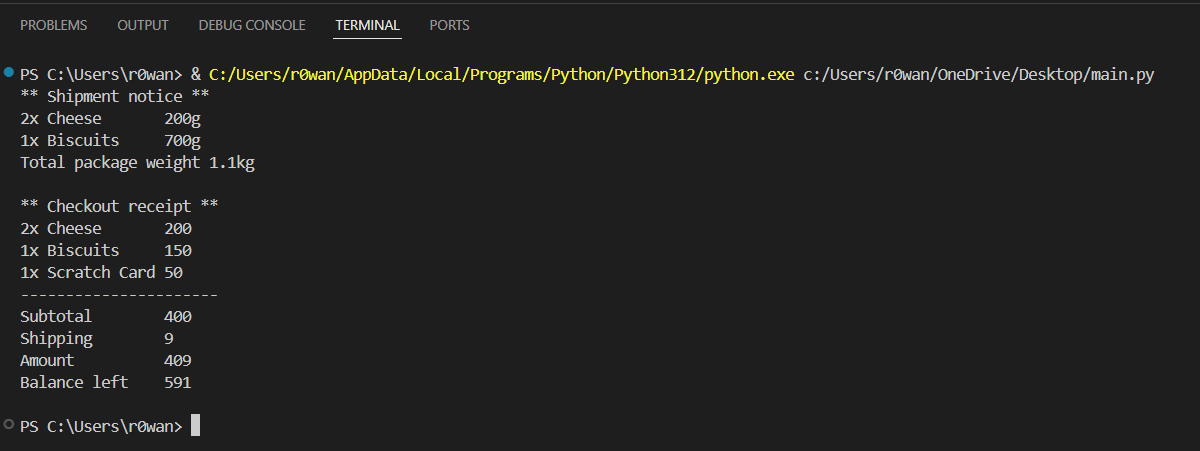 PROBLEMS OUTPUT DEBUG CONSOLE TERMINAL PORTS
PS C:\Users\r0wan> & C:/Users/r0wan/AppData/Local/Programs/Python/Python312/python.exe c:/Users/r0wan/OneDrive/Desktop/main.py
** Shipment notice **
2x Cheese       200g
1x Biscuits     700g
Total package weight 1.1kg

** Checkout receipt **
2x Cheese       200
1x Biscuits     150
1x Scratch Card 50
----------------------
Subtotal        400
Shipping        9
Amount          409
Balance left    591

PS C:\Users\r0wan>